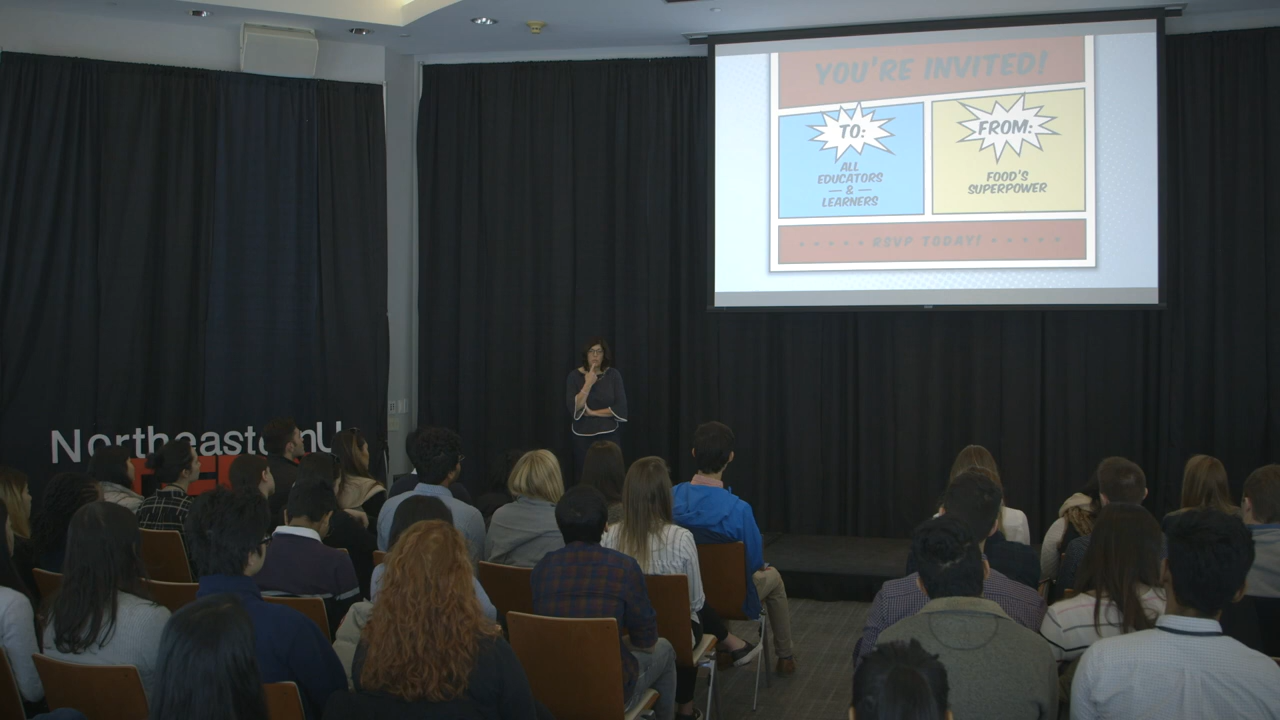 YOU'RE INVITED!
TO:
ALL
EDUCATORS
&
LEARNERS
FROM:
FOOD'S
SUPERPOWER
RSVP TODAY!
NortheasternU